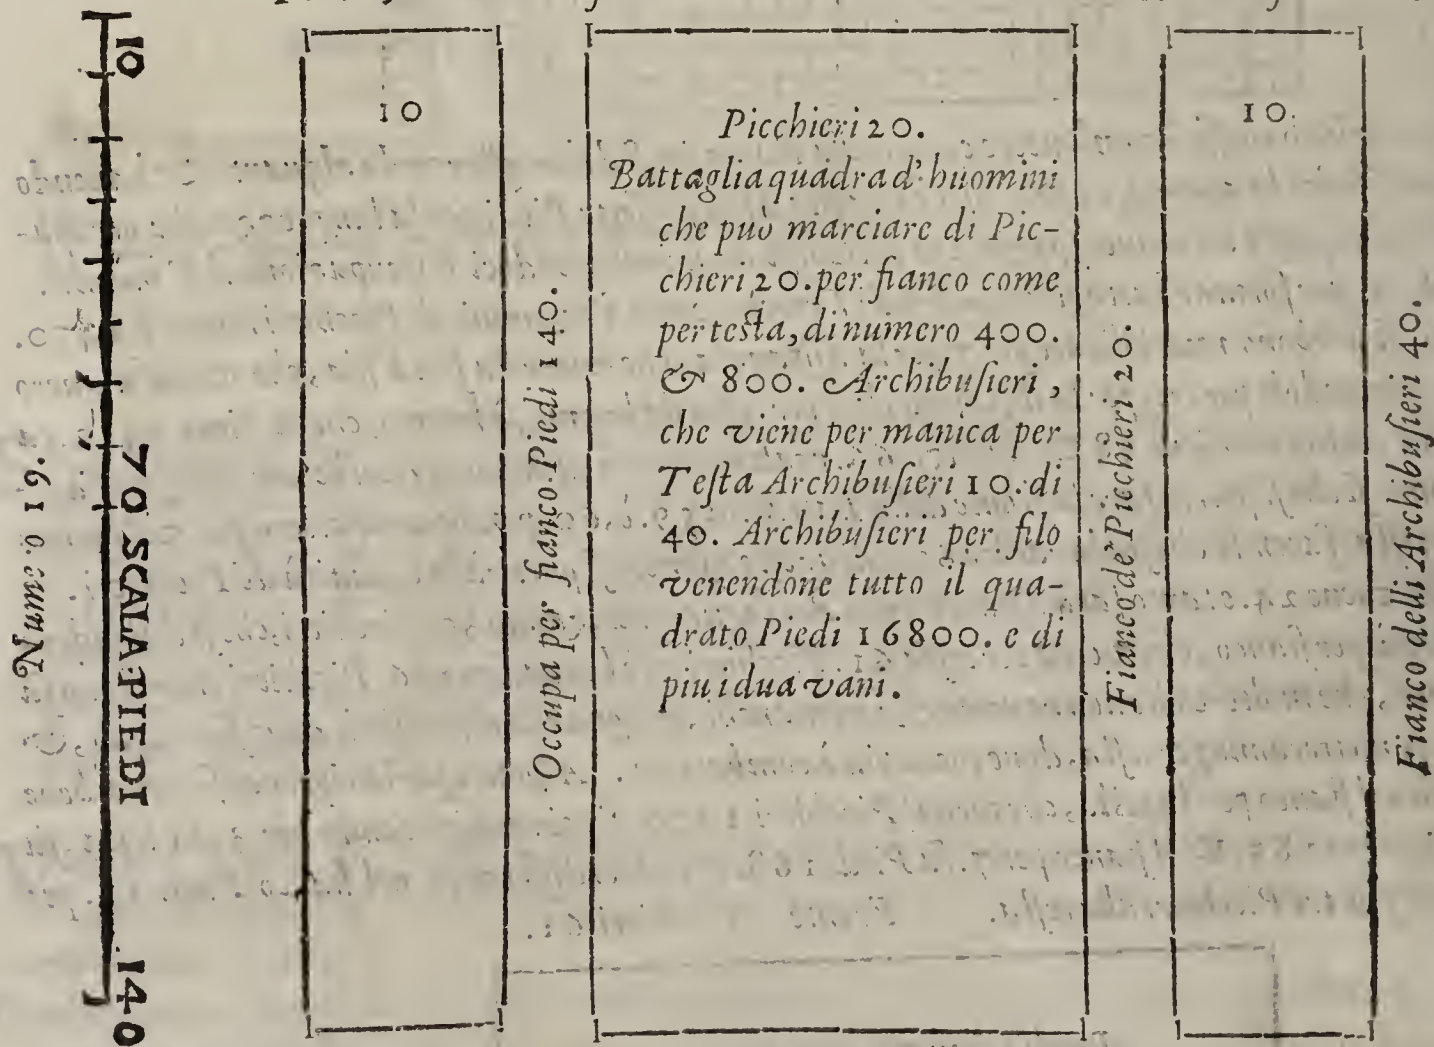 10
70 SCALA PIEDI
140
Nume.o 19.
10
Occupa per fianco Piedi 140.
Picchieri 20.
Battaglia quadra d'huomini
che può marciare di Pic-
chieri 20. per fianco come
per testa, di numero 400.
& 800. Archibusieri,
che viene per manica per
Testa Archibusieri 10. di
40. Archibusieri per filo
venendone tutto il qua-
drato Piedi 16800. e di
piu i dua vani.
Fianco de' Picchieri 20.
10.
Fianco delli Archibusieri 40.